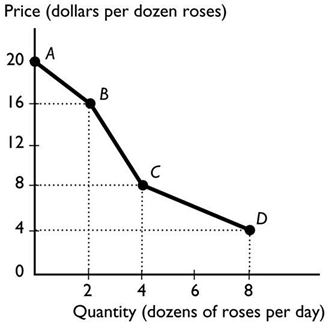 Price (dollars per dozen roses)
A
20
B
16
12
C
8
D
4
0
2 4 6 8
Quantity (dozens of roses per day)